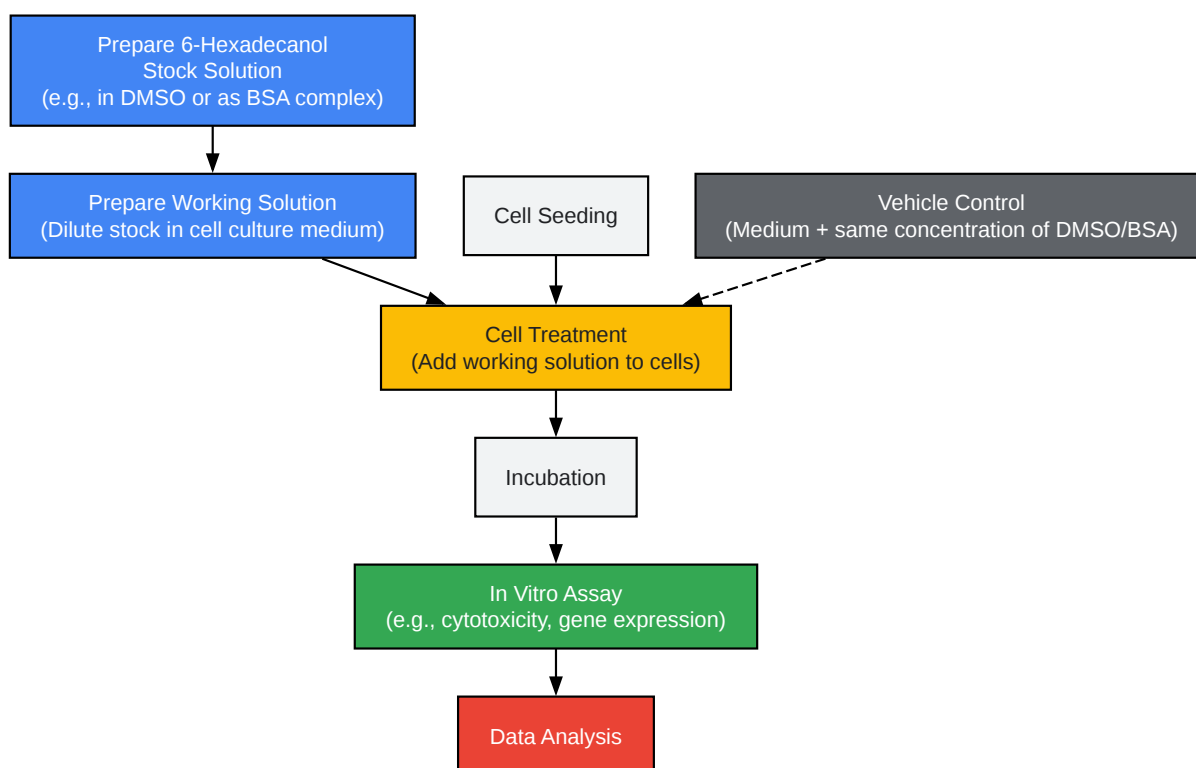 Prepare 6-Hexadecanol
Stock Solution
(e.g., in DMSO or as BSA complex)
Prepare Working Solution
(Dilute stock in cell culture medium)
Cell Seeding
Vehicle Control
(Medium + same concentration of DMSO/BSA)
Cell Treatment
(Add working solution to cells)
Incubation
In Vitro Assay
(e.g., cytotoxicity, gene expression)
Data Analysis